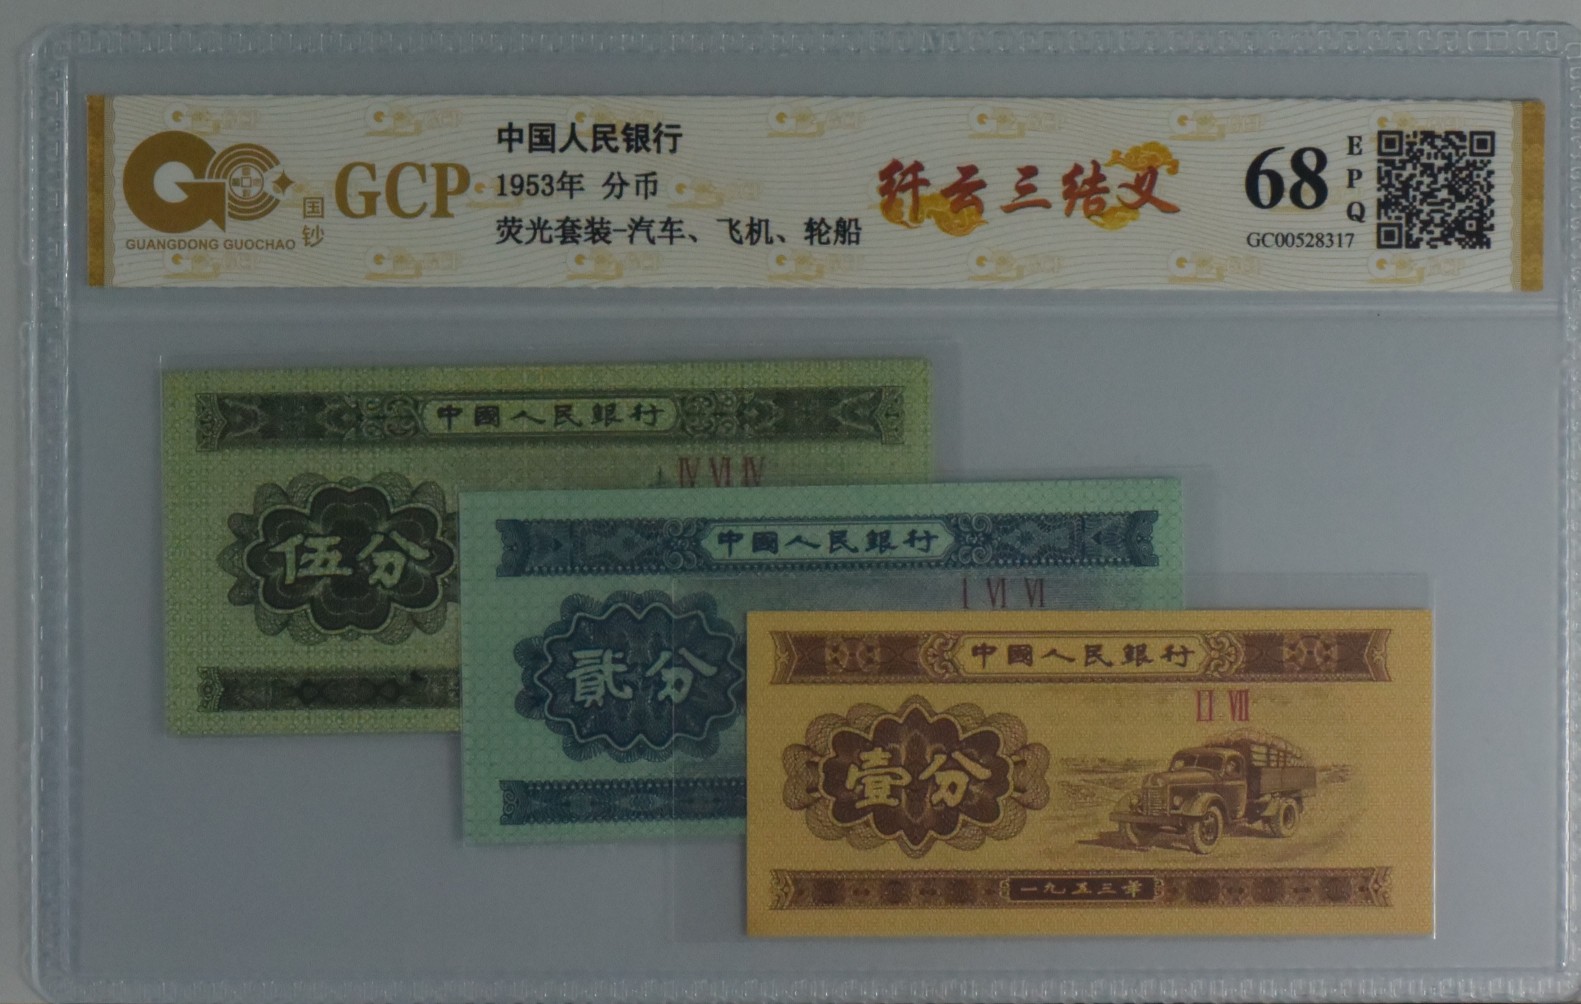 GUANGDONG GUOCHAO
国钞
GCP
中国人民银行
1953年 分币
荧光套装-汽车、飞机、轮船
纤云三结义
68
EPQ
GC00528317
中國人民銀行
Ⅳ Ⅵ Ⅳ
伍分
中國人民銀行
Ⅰ Ⅵ Ⅵ
貳分
中國人民銀行
Ⅱ Ⅶ
壹分
一九五三年